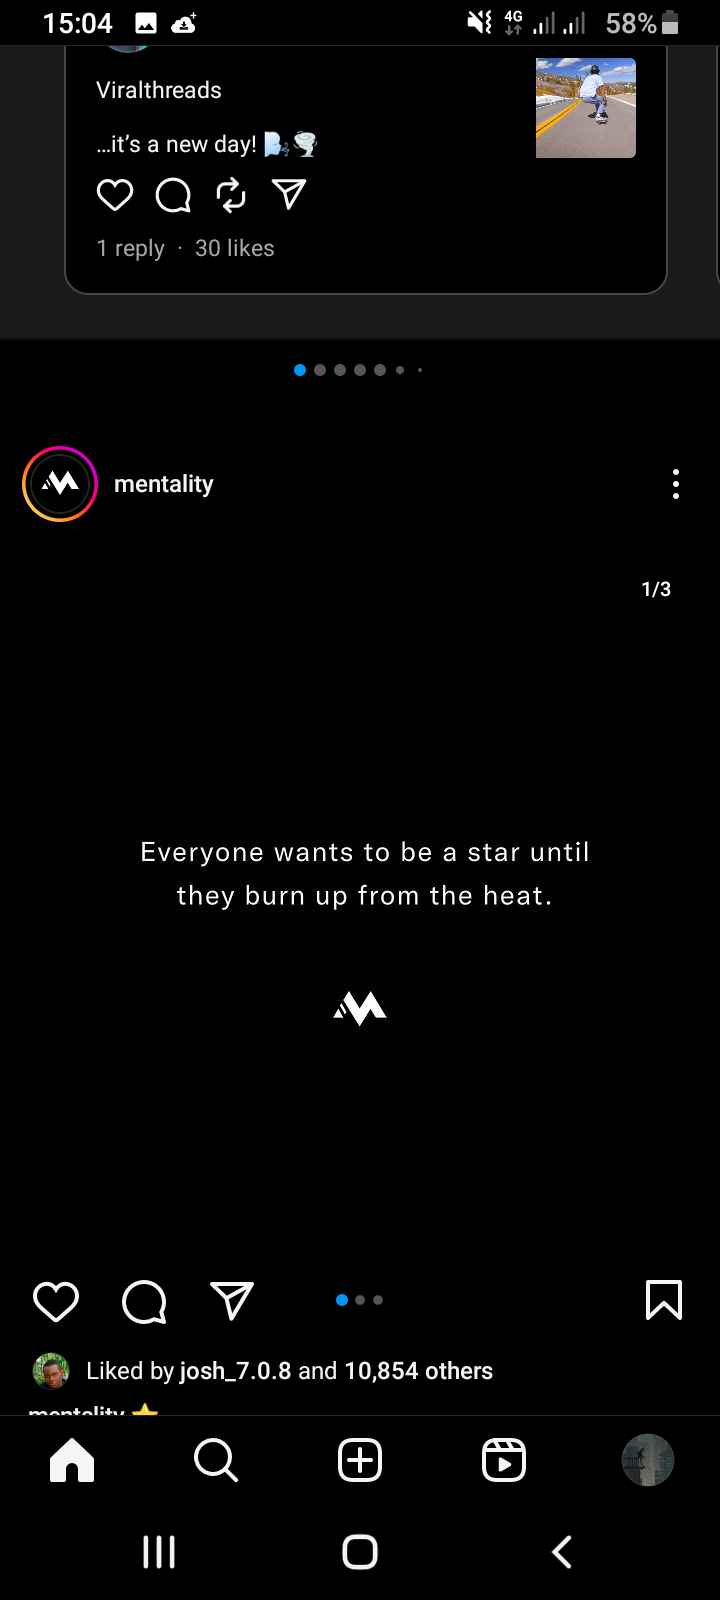 15:04
4G
58%
Viralthreads
...it's a new day! 🌬️🌪️
1 reply · 30 likes
mentality
1/3
Everyone wants to be a star until
they burn up from the heat.
Liked by josh_7.0.8 and 10,854 others
mentality ⭐